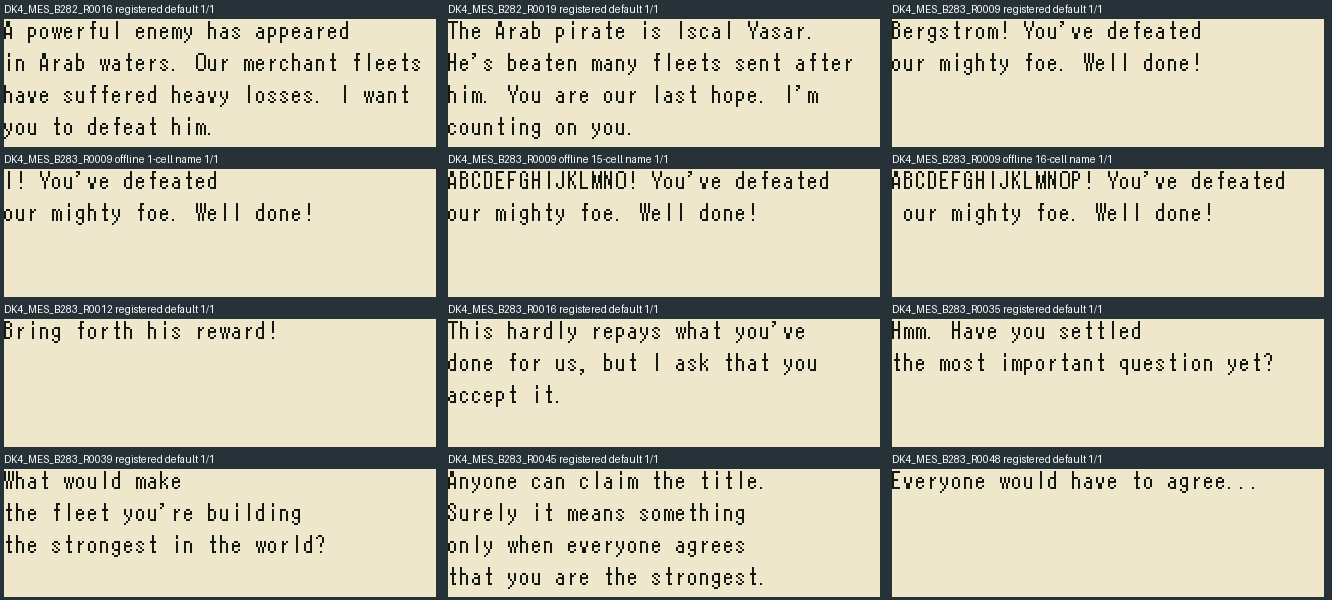 DK4_MES_B282_R0016 registered default 1/1
A powerful enemy has appeared
in Arab waters. Our merchant fleets
have suffered heavy losses. I want
you to defeat him.
DK4_MES_B282_R0019 registered default 1/1
The Arab pirate is Iscal Yasar.
He's beaten many fleets sent after
him. You are our last hope. I'm
counting on you.
DK4_MES_B283_R0009 registered default 1/1
Bergstrom! You've defeated
our mighty foe. Well done!
DK4_MES_B283_R0009 offline 1-cell name 1/1
I! You've defeated
our mighty foe. Well done!
DK4_MES_B283_R0009 offline 15-cell name 1/1
ABCDEFGHIJKLMNO! You've defeated
our mighty foe. Well done!
DK4_MES_B283_R0009 offline 16-cell name 1/1
ABCDEFGHIJKLMNOP! You've defeated
our mighty foe. Well done!
DK4_MES_B283_R0012 registered default 1/1
Bring forth his reward!
DK4_MES_B283_R0016 registered default 1/1
This hardly repays what you've
done for us, but I ask that you
accept it.
DK4_MES_B283_R0035 registered default 1/1
Hmm. Have you settled
the most important question yet?
DK4_MES_B283_R0039 registered default 1/1
What would make
the fleet you're building
the strongest in the world?
DK4_MES_B283_R0045 registered default 1/1
Anyone can claim the title.
Surely it means something
only when everyone agrees
that you are the strongest.
DK4_MES_B283_R0048 registered default 1/1
Everyone would have to agree...